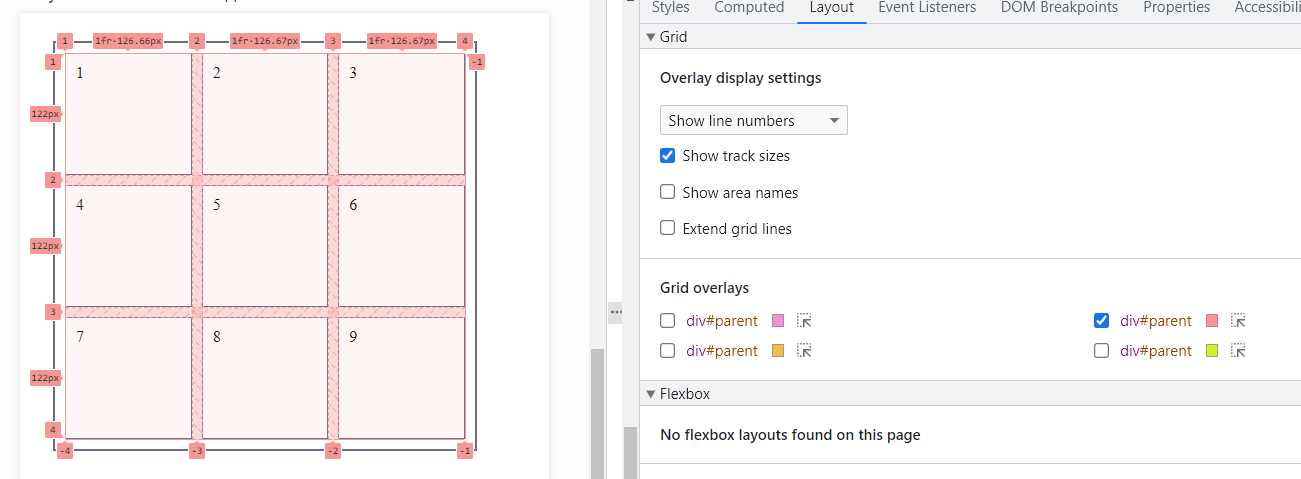 Styles Computed Layout Event Listeners DOM Breakpoints Properties Accessibili
Grid
Overlay display settings
Show line numbers
Show track sizes
Show area names
Extend grid lines
Grid overlays
div#parent div#parent
div#parent div#parent
Flexbox
No flexbox layouts found on this page
1 1fr·126.66px 2 1fr·126.67px 3 1fr·126.67px 4
1 -1
1 2 3
122px
2
4 5 6
122px
3
7 8 9
122px
4
-4 -3 -2 -1